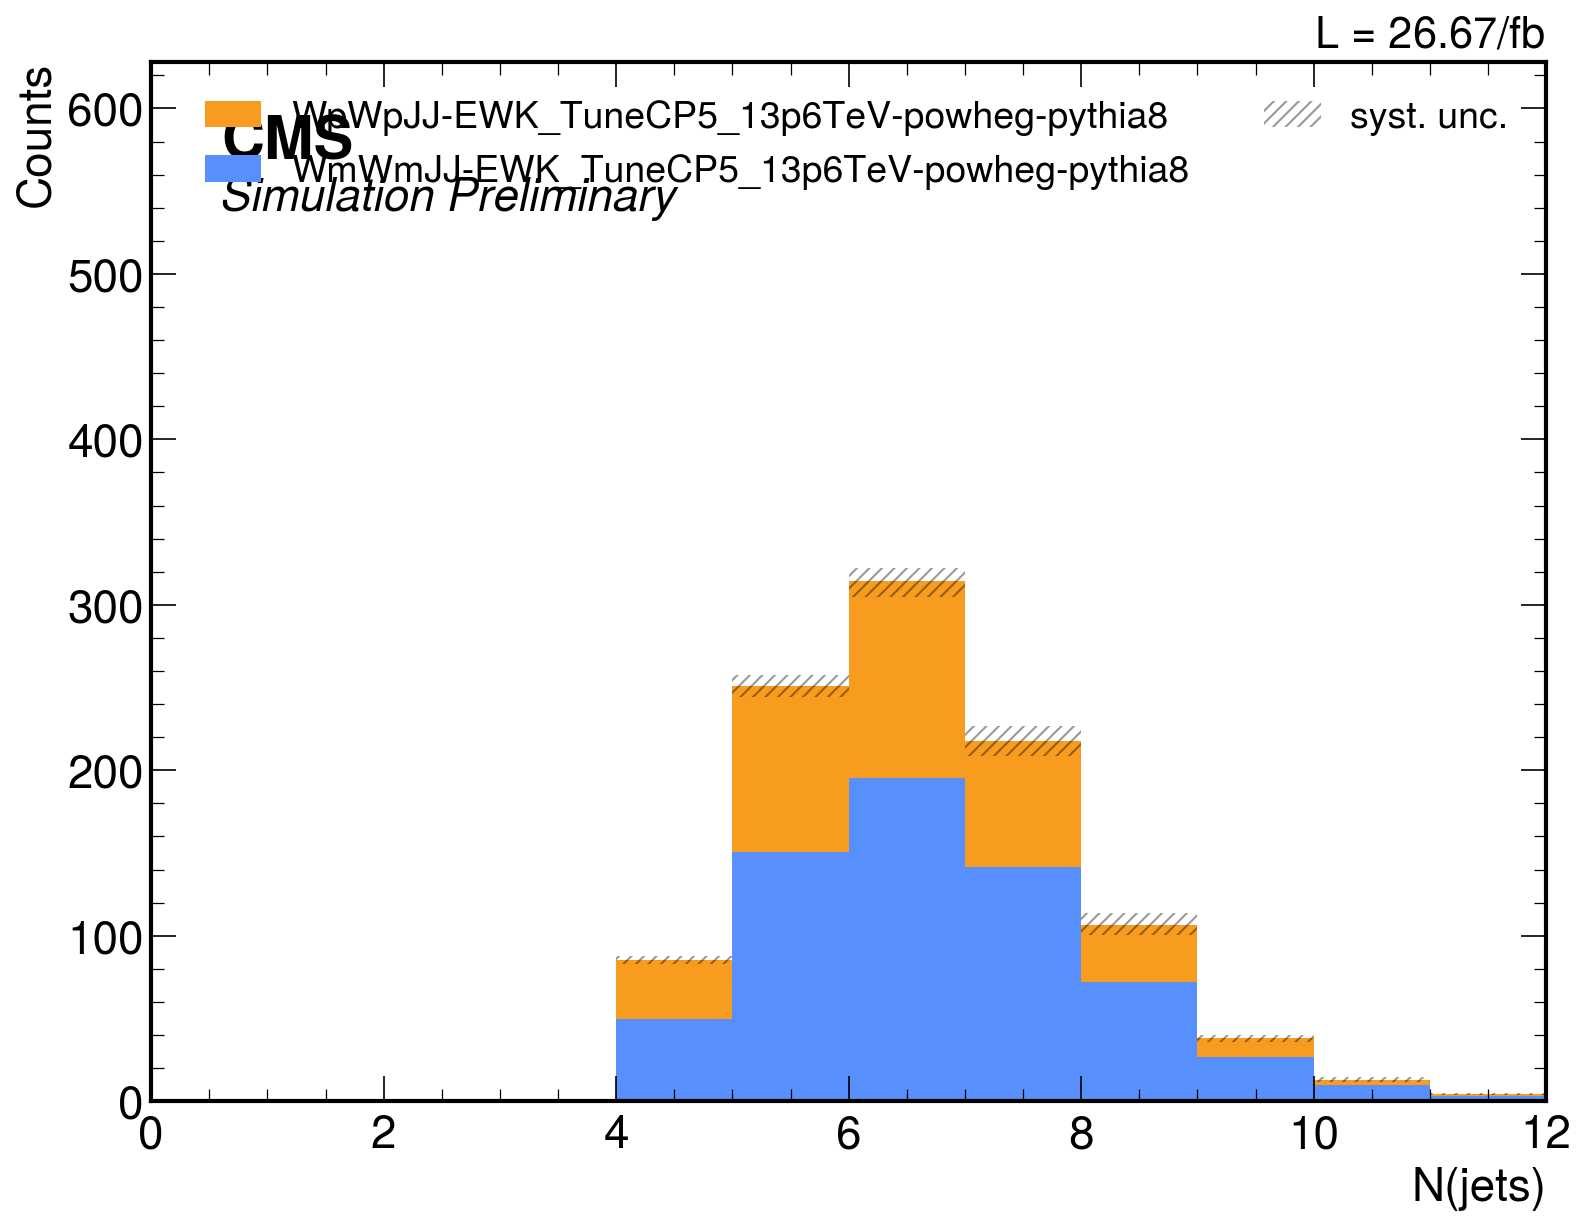 L = 26.67/fb
Counts
WpWpJJ-EWK_TuneCP5_13p6TeV-powheg-pythia8
syst. unc.
CMS
WmWmJJ-EWK_TuneCP5_13p6TeV-powheg-pythia8
Simulation Preliminary
600
500
400
300
200
100
0
0 2 4 6 8 10 12
N(jets)